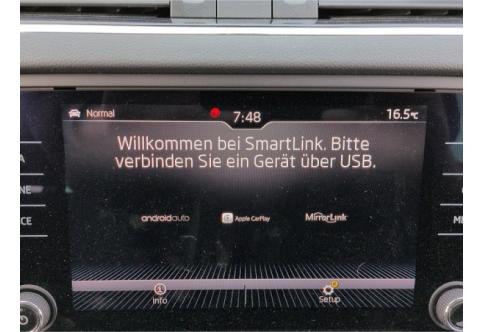 Normal
7:48
16.5°C
Willkommen bei SmartLink. Bitte
verbinden Sie ein Gerät über USB.
androidauto
Apple CarPlay
MirrorLink
Info
Setup